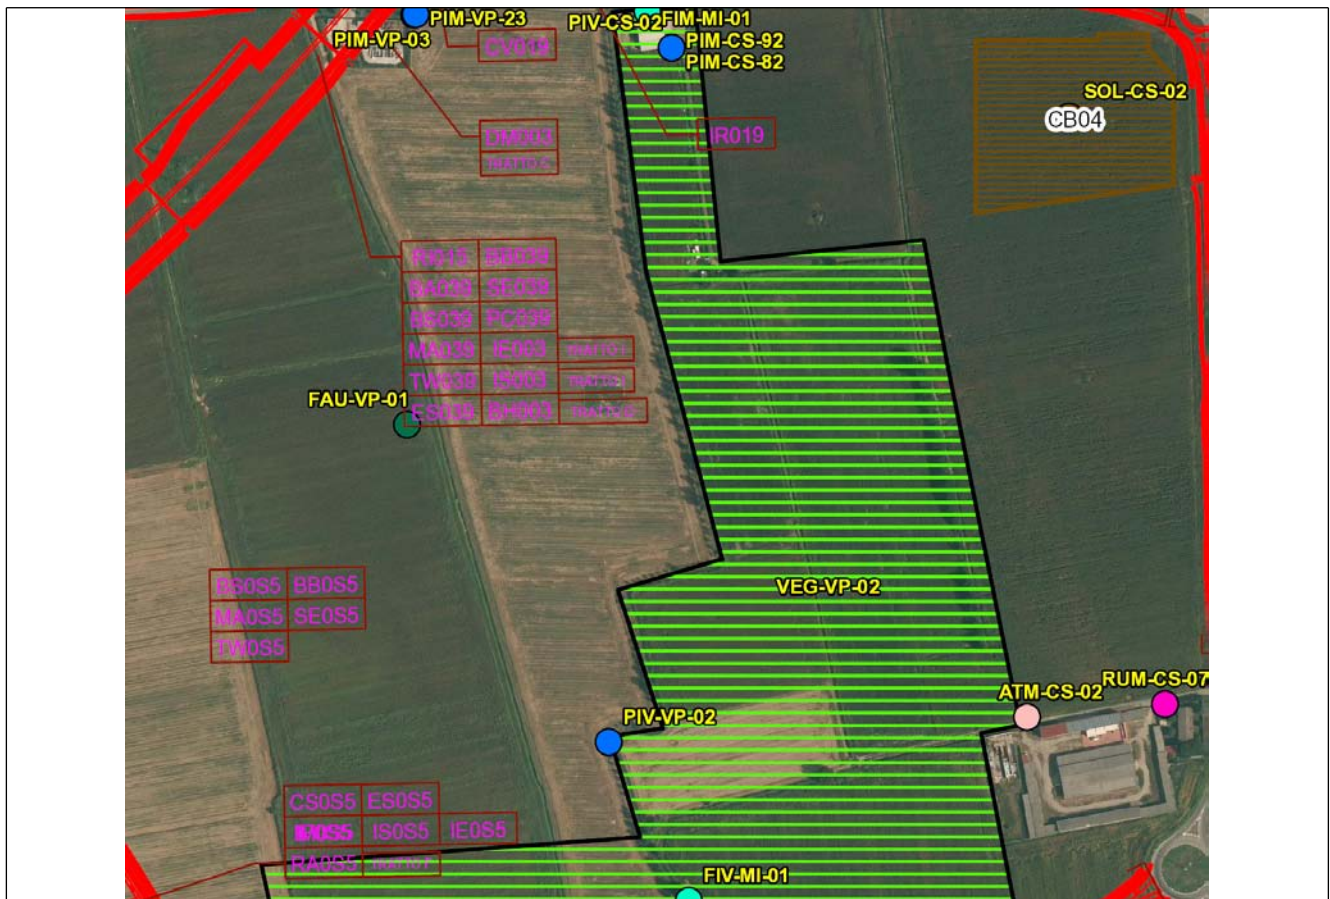 PIM-VP-23
PIV-CS-02
FIM-MI-01
PIM-VP-03
CV019
PIM-CS-92
PIM-CS-82
SOL-CS-02
CB04
DM003
IR019
BB039
SE039
BS039 PC039
MA039 IE003
TW039 IS003
ES039 BH003
FAU-VP-01
BS0S5 BB0S5
MA0S5 SE0S5
TW0S5
VEG-VP-02
RUM-CS-07
ATM-CS-02
PIV-VP-02
CS0S5 ES0S5
IS0S5 IE0S5
RA0S5
FIV-MI-01